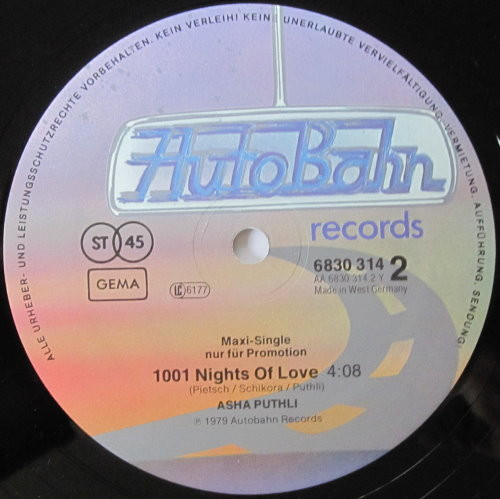 ALLE URHEBER- UND LEISTUNGSSCHUTZRECHTE VORBEHALTEN. KEIN VERLEIH! KEINE UNERLAUBTE VERVIELFÄLTIGUNG, VERMIETUNG, AUFFÜHRUNG, SENDUNG!
AutoBahn
records
ST 45
GEMA
LC 6177
6830 314 2
AA 6830 314 2 Y
Made in West Germany
Maxi-Single
nur für Promotion
1001 Nights Of Love 4:08
(Pietsch / Schikora / Puthli)
ASHA PUTHLI
℗ 1979 Autobahn Records